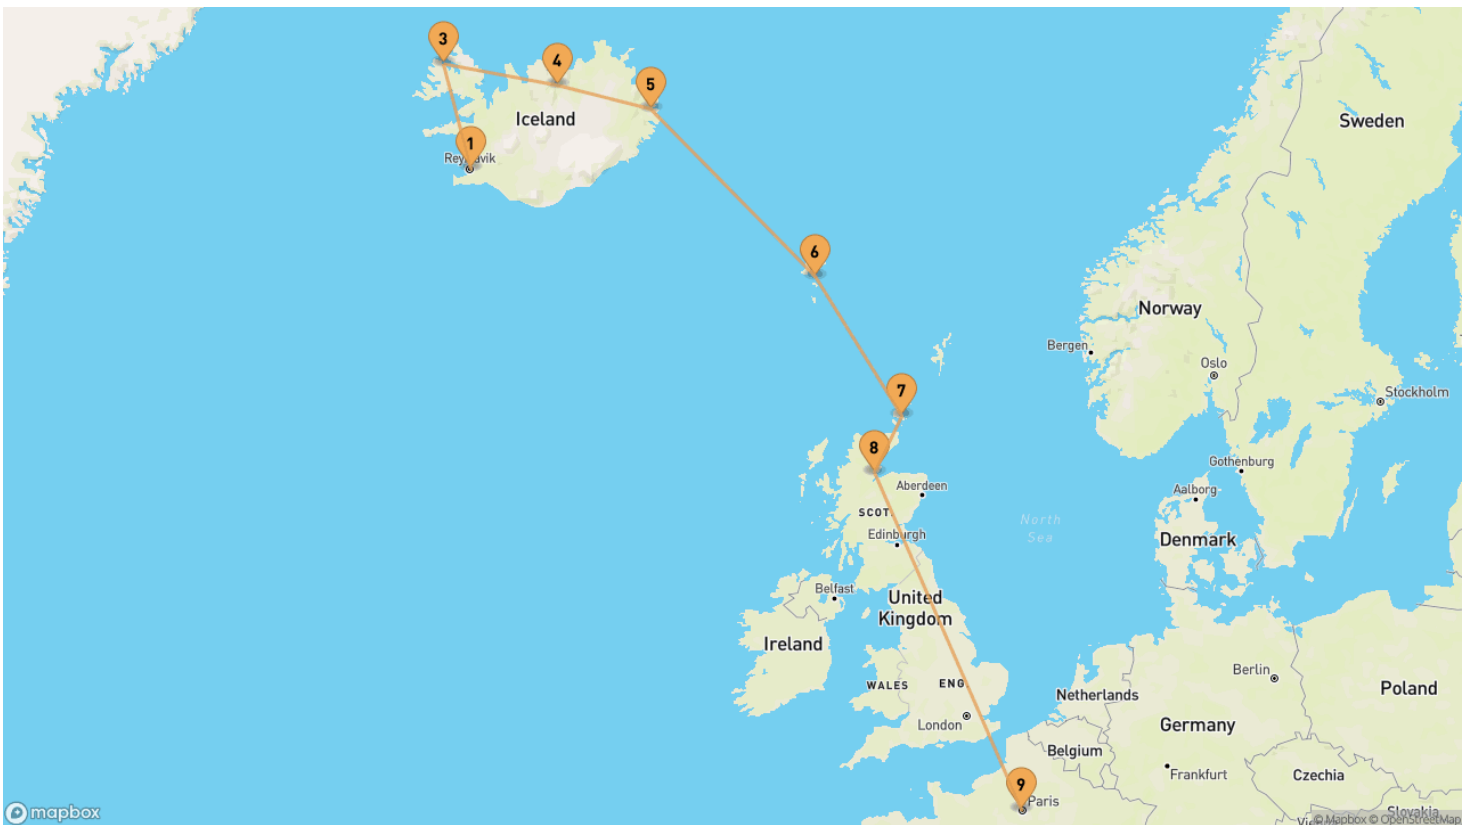 3
4
5
Iceland
Sweden
1
Reykjavik
6
Norway
Bergen
Oslo
7
Stockholm
8
Gothenburg
Aberdeen
Aalborg
SCOT.
North
Sea
Edinburgh
Denmark
Belfast
United
Kingdom
Ireland
Berlin
WALES
ENG.
Netherlands
Poland
London
Germany
Belgium
Frankfurt
Czechia
9
Paris
mapbox
Slovakia
© Mapbox © OpenStreetMap